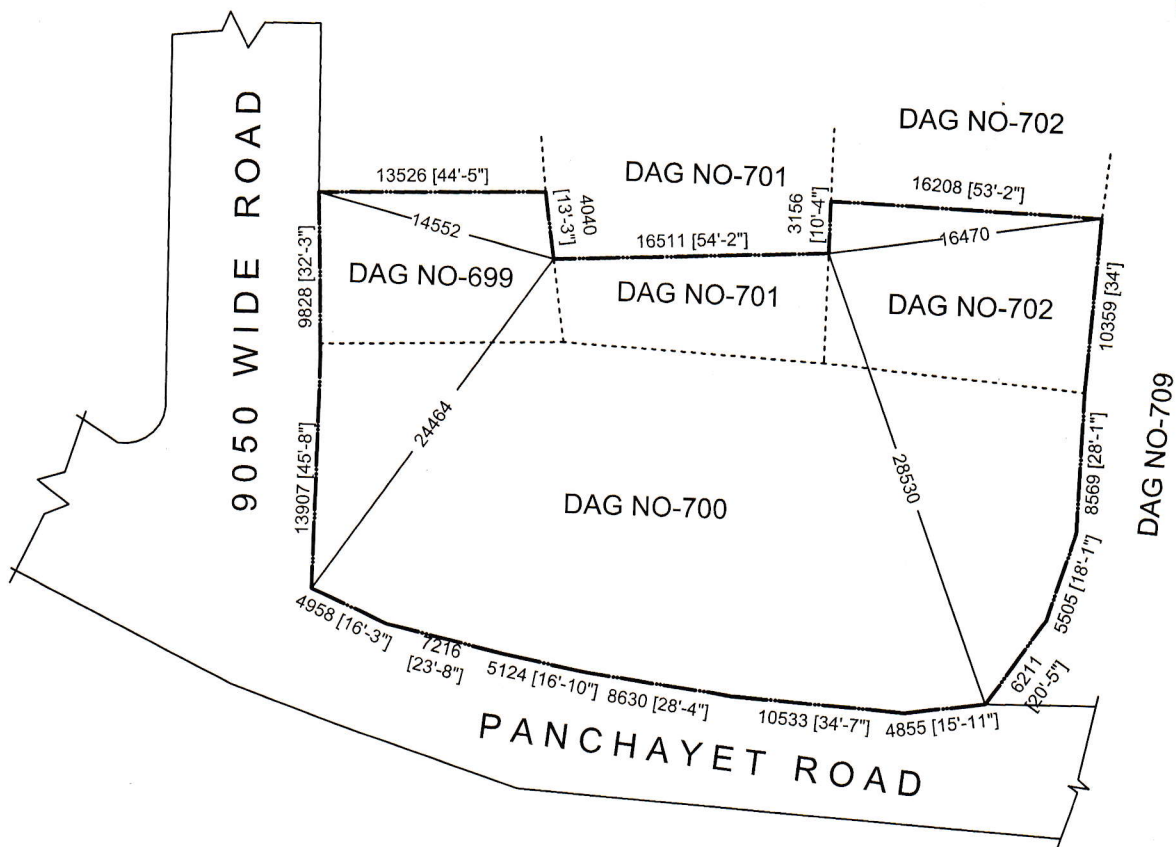 9050 WIDE ROAD
13526 [44'-5"]
14552
4040
[13'-3"]
DAG NO-701
3156
[10'-4"]
DAG NO-702
16208 [53'-2"]
16470
16511 [54'-2"]
9828 [32'-3"]
DAG NO-699
DAG NO-701
DAG NO-702
10359 [34']
24464
28530
13907 [45'-8"]
DAG NO-700
8569 [28'-1"]
DAG NO-709
5505 [18'-1"]
6211
[20'-5"]
4958 [16'-3"]
7216
[23'-8"]
5124 [16'-10"]
8630 [28'-4"]
10533 [34'-7"]
4855 [15'-11"]
PANCHAYET ROAD